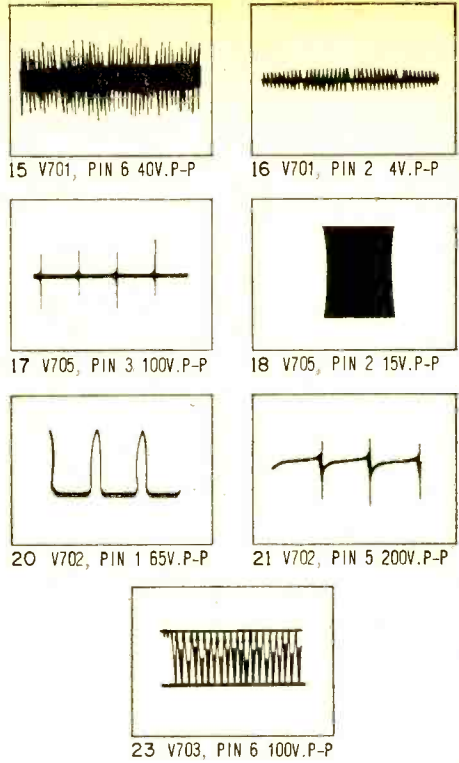 15 V701, PIN 6 40V.P-P
16 V701, PIN 2 4V.P-P
17 V705, PIN 3 100V.P-P
18 V705, PIN 2 15V.P-P
20 V702, PIN 1 65V.P-P
21 V702, PIN 5 200V.P-P
23 V703, PIN 6 100V.P-P